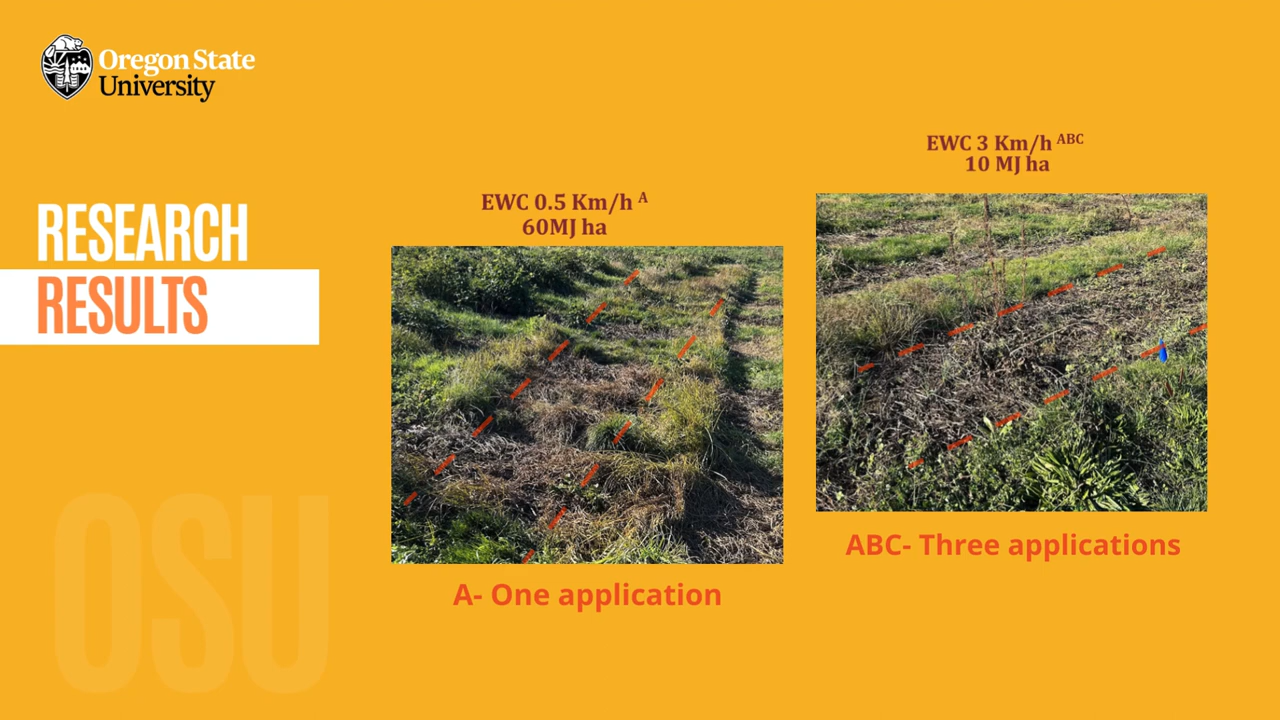 Oregon State
University
RESEARCH
RESULTS
EWC 0.5 Km/h ᴬ
60MJ ha
A- One application
EWC 3 Km/h ᴬᴮᶜ
10 MJ ha
ABC- Three applications
OSU